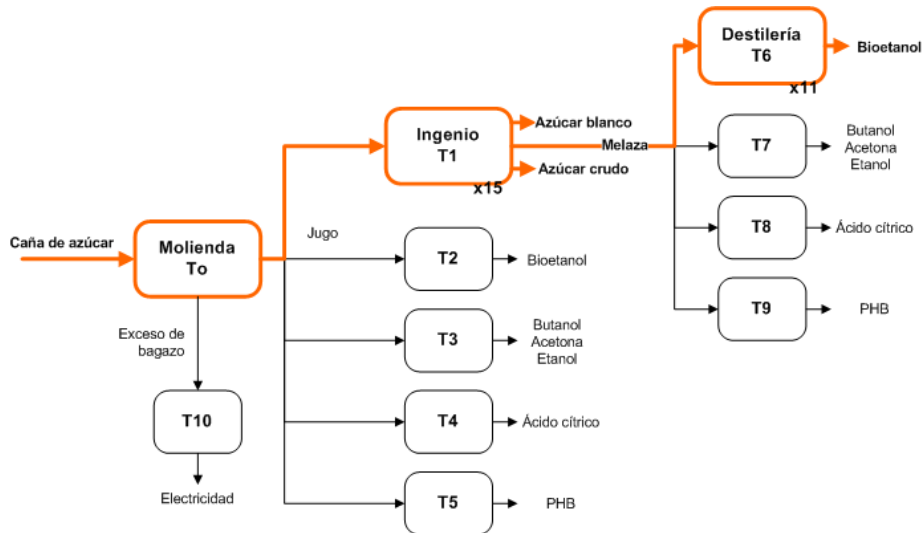 Destilería
T6
x11
Bioetanol
Ingenio
T1
x15
Azúcar blanco
Melaza
Azúcar crudo
T7
Butanol
Acetona
Etanol
T8
Ácido cítrico
T9
PHB
Caña de azúcar
Molienda
To
Jugo
T2
Bioetanol
T3
Butanol
Acetona
Etanol
T4
Ácido cítrico
T5
PHB
Exceso de
bagazo
T10
Electricidad